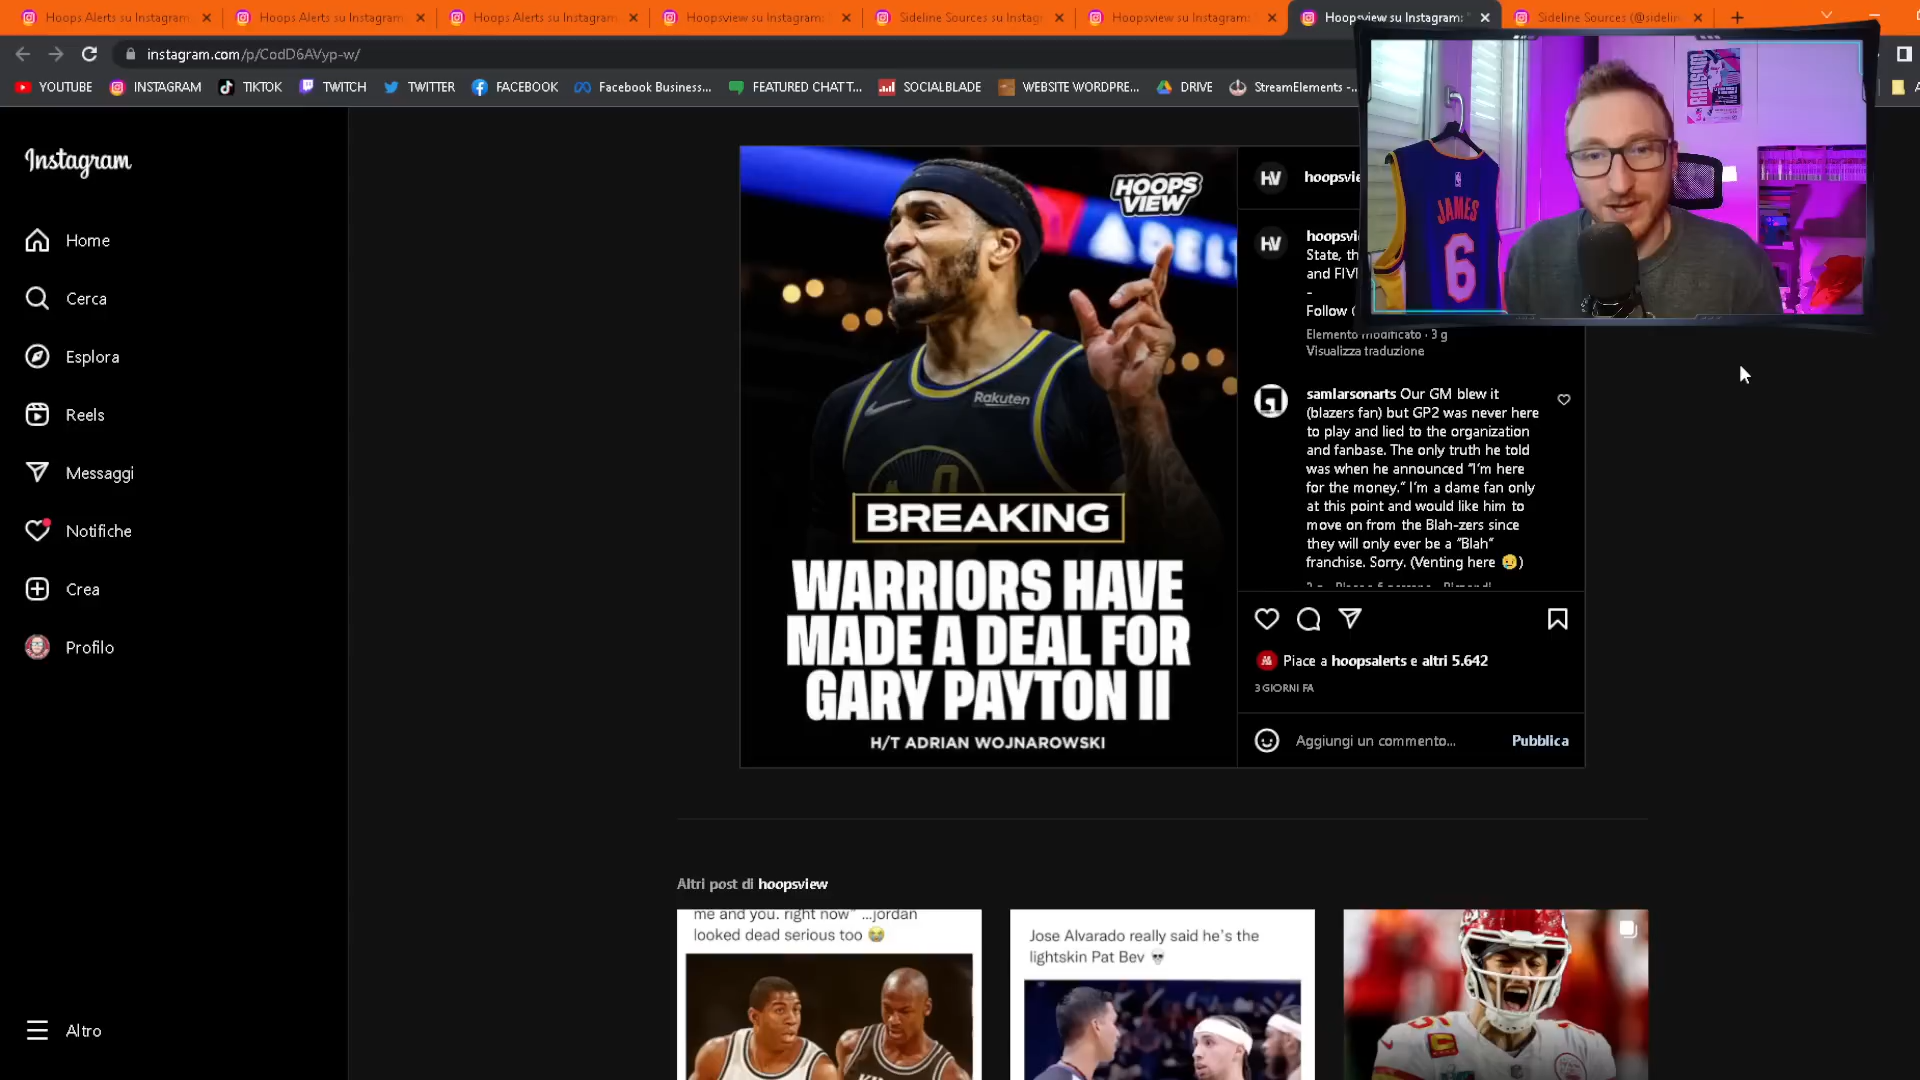 Hoops Alerts su Instagram
Hoops Alerts su Instagram
Hoops Alerts su Instagram
Hoopsview su Instagram:
Sideline Sources su Instag
Hoopsview su Instagram:
Hoopsview su Instagram:
Sideline Sources (@sidelin
instagram.com/p/CodD6AVyp-w/
YOUTUBE
INSTAGRAM
TIKTOK
TWITCH
TWITTER
FACEBOOK
Facebook Business...
FEATURED CHAT T...
SOCIALBLADE
WEBSITE WORDPRE...
DRIVE
StreamElements -...
Instagram
Home
Cerca
Esplora
Reels
Messaggi
Notifiche
Crea
Profilo
Altro
HOOPS
VIEW
Rakuten
BREAKING
WARRIORS HAVE
MADE A DEAL FOR
GARY PAYTON II
H/T ADRIAN WOJNAROWSKI
HV
hoopsvie
HV
hoopsvi
State, th
and FIV
-
Follow (
Elemento modificato · 3 g
Visualizza traduzione
samlarsonarts Our GM blew it
(blazers fan) but GP2 was never here
to play and lied to the organization
and fanbase. The only truth he told
was when he announced "I'm here
for the money." I'm a dame fan only
at this point and would like him to
move on from the Blah-zers since
they will only ever be a "Blah"
franchise. Sorry. (Venting here 😥)
Piace a hoopsalerts e altri 5.642
3 GIORNI FA
Aggiungi un commento...
Pubblica
JAMES
6
RANSOM
Altri post di hoopsview
me and you. right now" ...jordan
looked dead serious too 😭
Jose Alvarado really said he's the
lightskin Pat Bev 💀